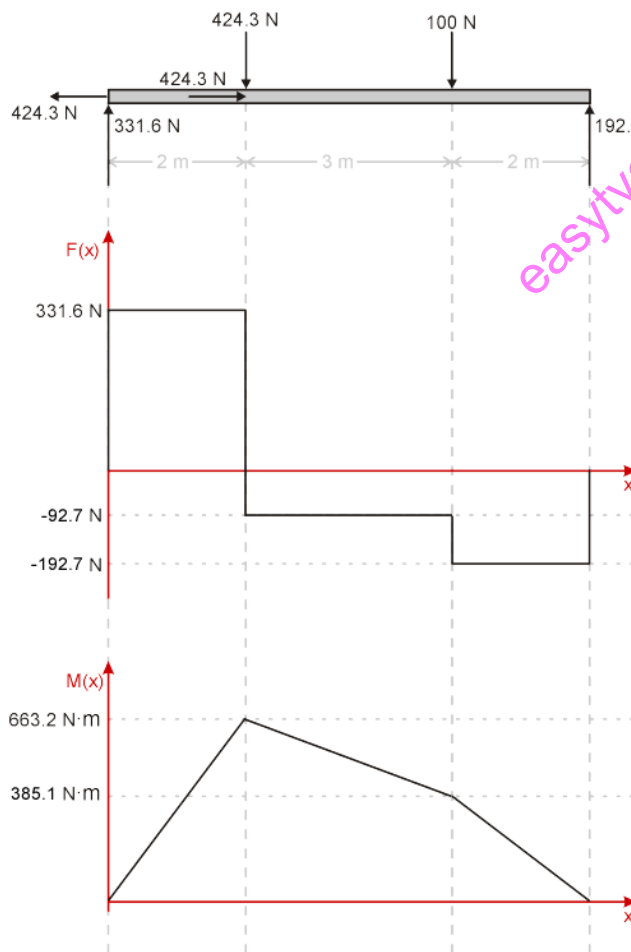 424.3 N
100 N
424.3 N
424.3 N
331.6 N
192.
2 m
3 m
2 m
easytv
F(x)
331.6 N
x
-92.7 N
-192.7 N
M(x)
663.2 N·m
385.1 N·m
x